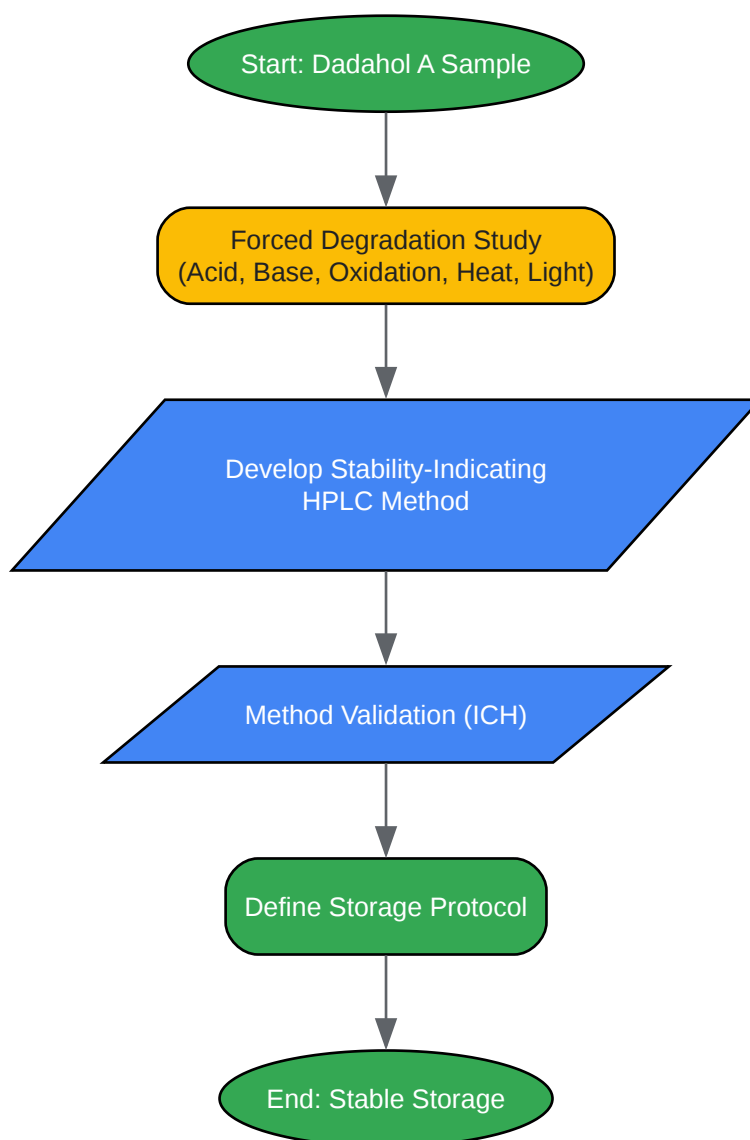 Start: Dadahol A Sample
Forced Degradation Study
(Acid, Base, Oxidation, Heat, Light)
Develop Stability-Indicating
HPLC Method
Method Validation (ICH)
Define Storage Protocol
End: Stable Storage